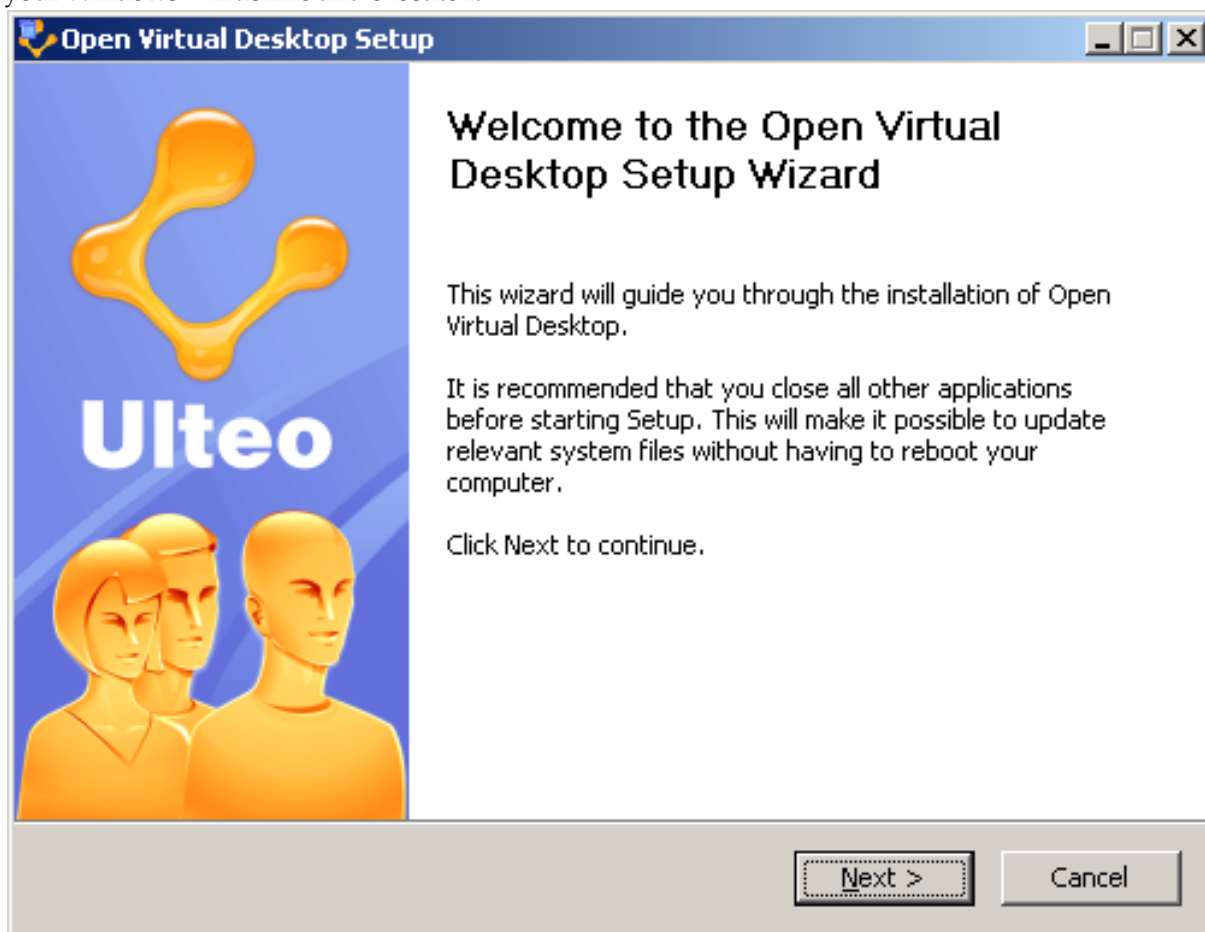 Open Virtual Desktop Setup
Welcome to the Open Virtual
Desktop Setup Wizard
This wizard will guide you through the installation of Open
Virtual Desktop.
It is recommended that you close all other applications
before starting Setup. This will make it possible to update
relevant system files without having to reboot your
computer.
Click Next to continue.
Ulteo
Next >
Cancel